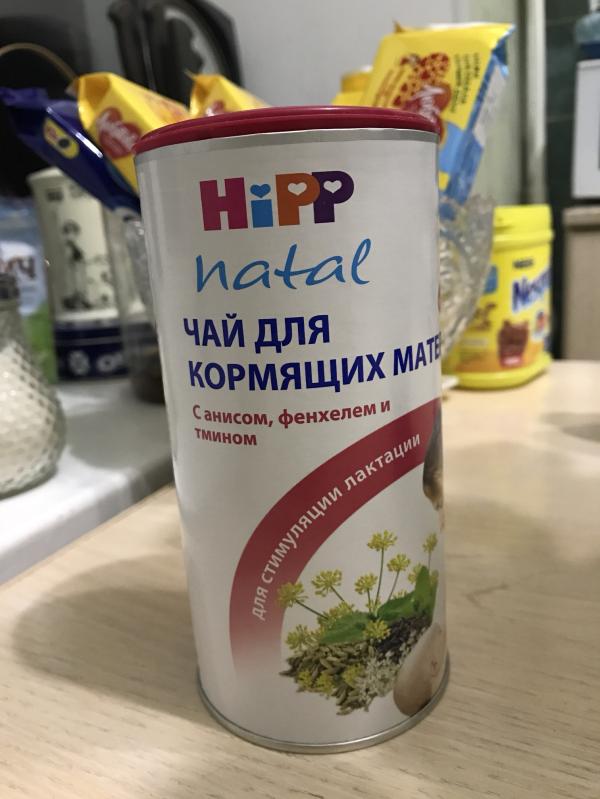 HiPP
natal
ЧАЙ ДЛЯ
КОРМЯЩИХ МАТЕ
С анисом, фенхелем и
тмином
для стимуляции лактации